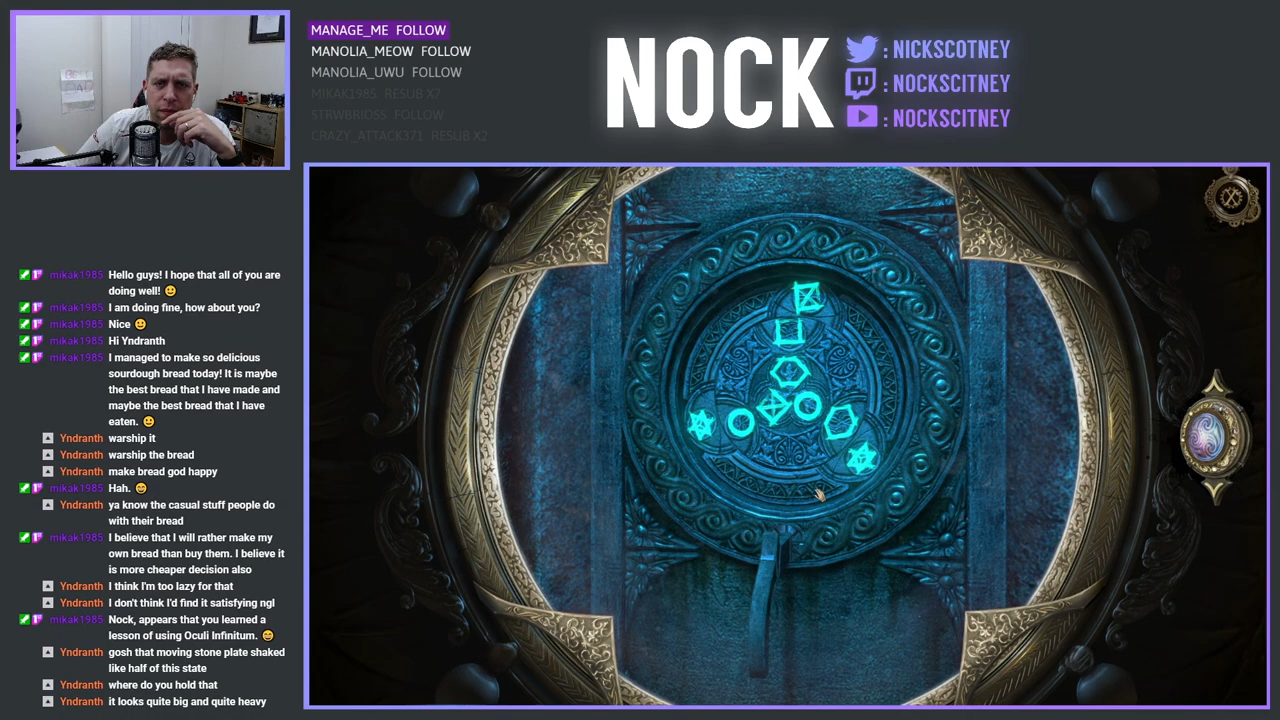 MANAGE_ME FOLLOW
MANOLIA_MEOW FOLLOW
MANOLIA_UWU FOLLOW
MIKAK1985 RESUB X7
STRWBRIOSS FOLLOW
CRAZY_ATTACK371 RESUB X2
NOCK
: NICKSCOTNEY
: NOCKSCITNEY
: NOCKSCITNEY
mikak1985 Hello guys! I hope that all of you are
doing well! 🙂
mikak1985 I am doing fine, how about you?
mikak1985 Nice 🙂
mikak1985 Hi Yndranth
mikak1985 I managed to make so delicious
sourdough bread today! It is maybe
the best bread that I have made and
maybe the best bread that I have
eaten. 🙂
Yndranth warship it
Yndranth warship the bread
Yndranth make bread god happy
mikak1985 Hah. 😄
Yndranth ya know the casual stuff people do
with their bread
mikak1985 I believe that I will rather make my
own bread than buy them. I believe it
is more cheaper decision also
Yndranth I think I'm too lazy for that
Yndranth I don't think I'd find it satisfying ngl
mikak1985 Nock, appears that you learned a
lesson of using Oculi Infinitum. 😄
Yndranth gosh that moving stone plate shaked
like half of this state
Yndranth where do you hold that
Yndranth it looks quite big and quite heavy